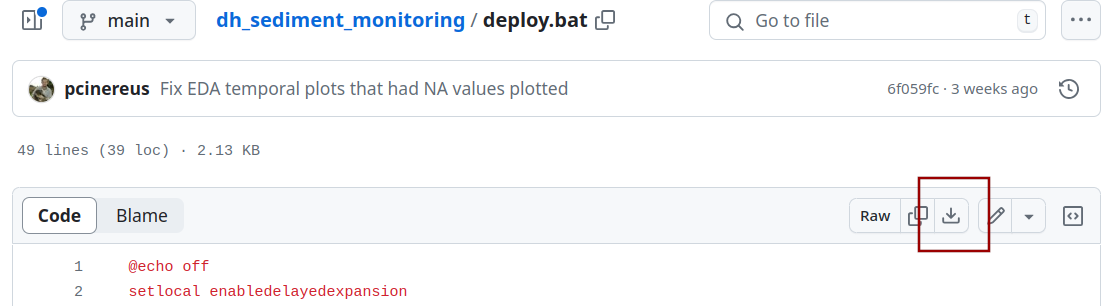 main dh_sediment_monitoring / deploy.bat Go to file t
pcinereus Fix EDA temporal plots that had NA values plotted 6f059fc · 3 weeks ago
49 lines (39 loc) · 2.13 KB
Code Blame Raw
1 @echo off
2 setlocal enabledelayedexpansion